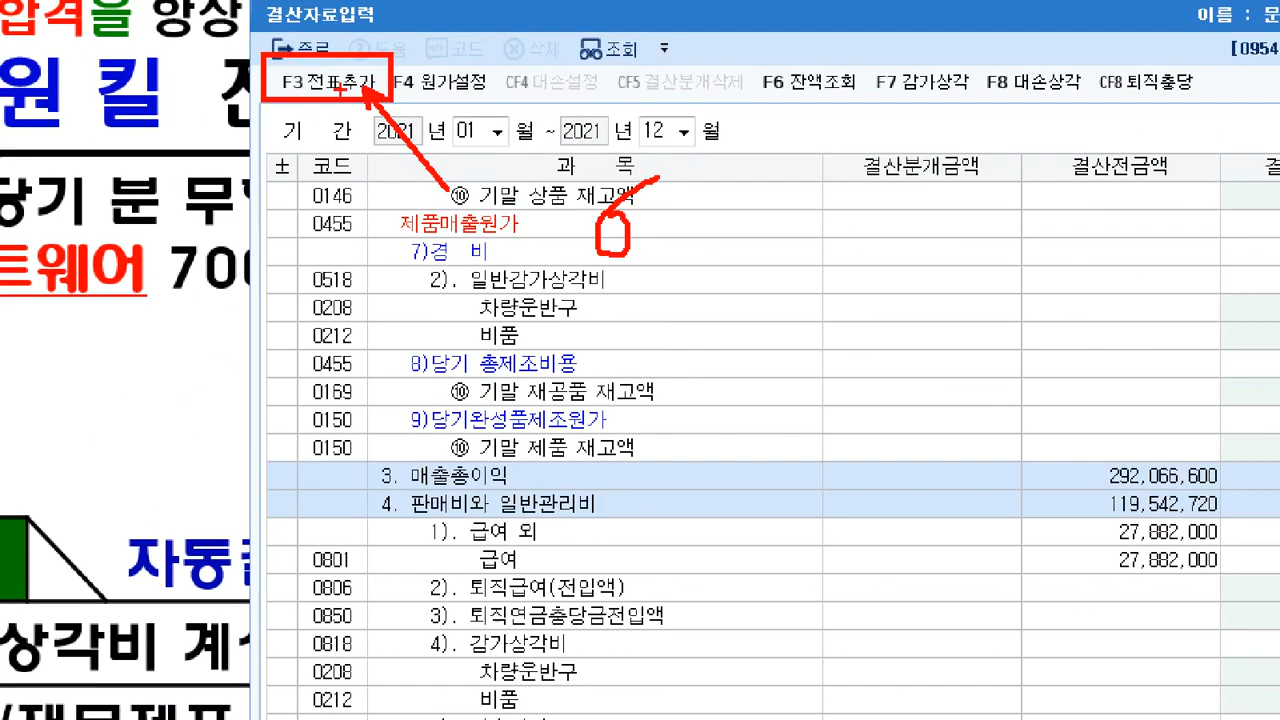 합격을 항상
원 킬 전
당기 분 무형
트웨어 700
자동결
상각비 계산
결산자료입력 이름 : 문
종료 도움 코드 삭제 조회 [0954
F3 전표추가 F4 원가설정 CF4 대손설정 CF5 결산분개삭제 F6 잔액조회 F7 감가상각 F8 대손상각 CF8 퇴직충당
기 간 2021 년 01 월 ~ 2021 년 12 월
± 코드 과 목 결산분개금액 결산전금액 결
0146 ⑩ 기말 상품 재고액
0455 제품매출원가
7)경 비
0518 2). 일반감가상각비
0208 차량운반구
0212 비품
0455 8)당기 총제조비용
0169 ⑩ 기말 재공품 재고액
0150 9)당기완성품제조원가
0150 ⑩ 기말 제품 재고액
3. 매출총이익 292,066,600
4. 판매비와 일반관리비 119,542,720
1). 급여 외 27,882,000
0801 급여 27,882,000
0806 2). 퇴직급여(전입액)
0850 3). 퇴직연금충당금전입액
0818 4). 감가상각비
0208 차량운반구
0212 비품